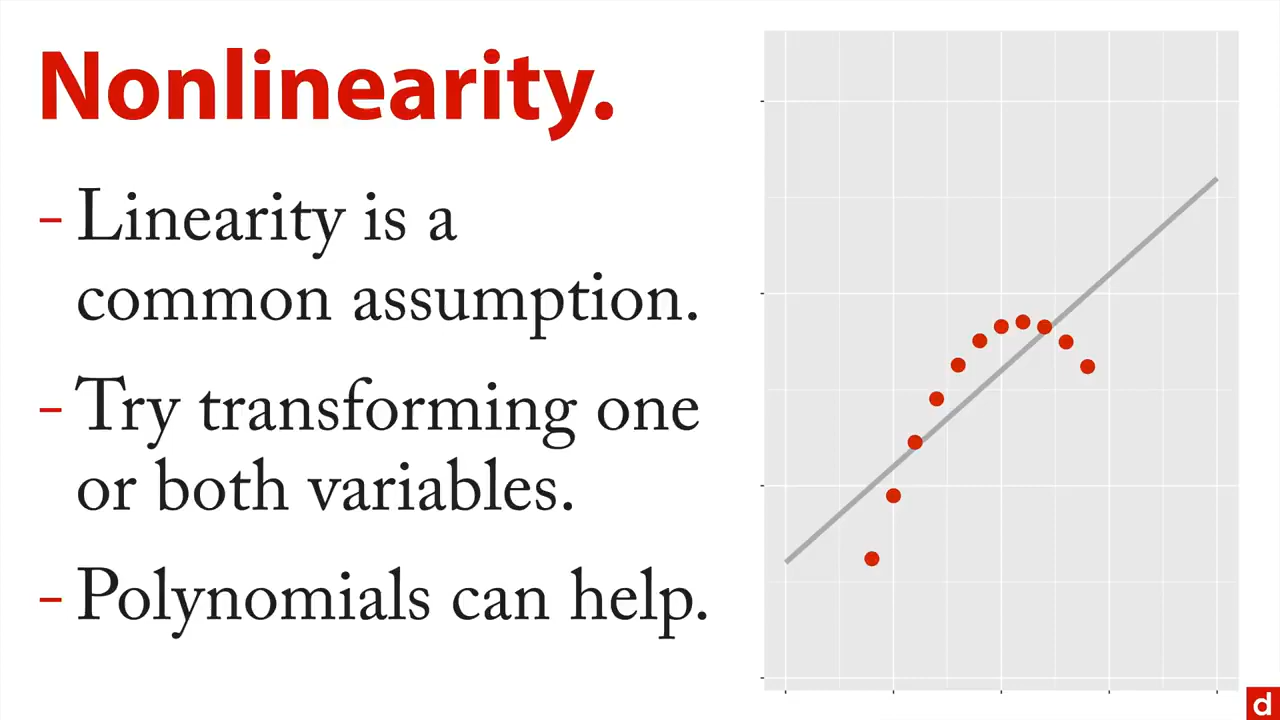 Nonlinearity.
– Linearity is a
common assumption.
– Try transforming one
or both variables.
– Polynomials can help.
d